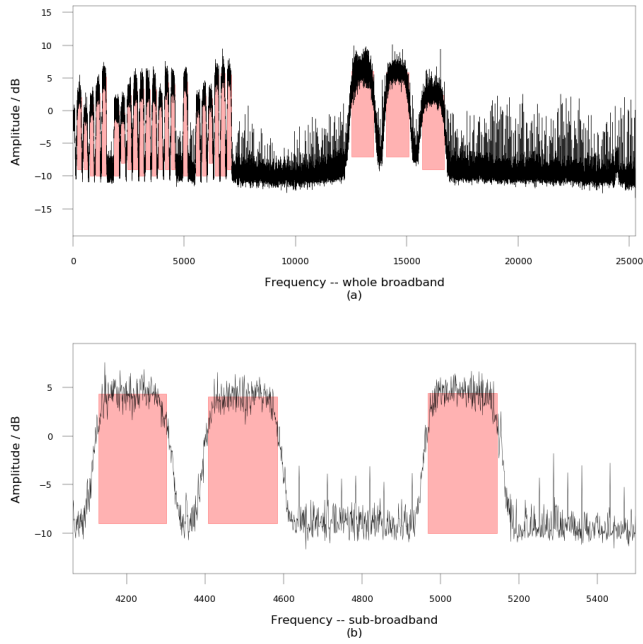 15
10
5
0
−5
−10
−15
Amplitude / dB
0 5000 10000 15000 20000 25000
Frequency -- whole broadband
(a)
5
0
−5
−10
Amplitude / dB
4200 4400 4600 4800 5000 5200 5400
Frequency -- sub-broadband
(b)